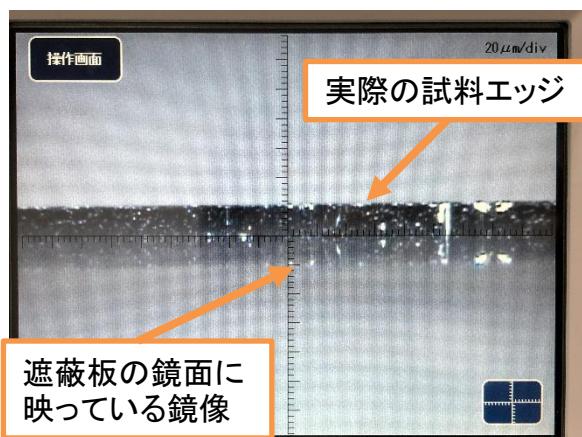 操作画面
20μm/div
実際の試料エッジ
遮蔽板の鏡面に
映っている鏡像